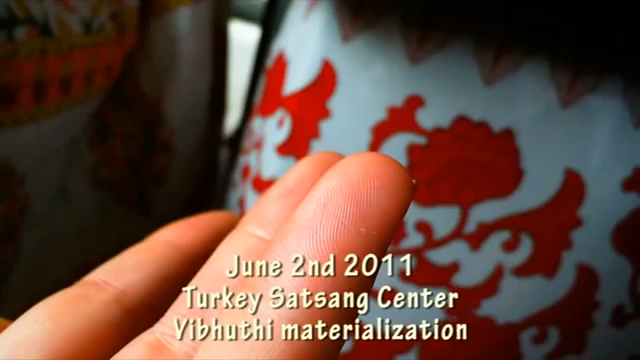 June 2nd 2011
Turkey Satsang Center
Vibhuthi materialization